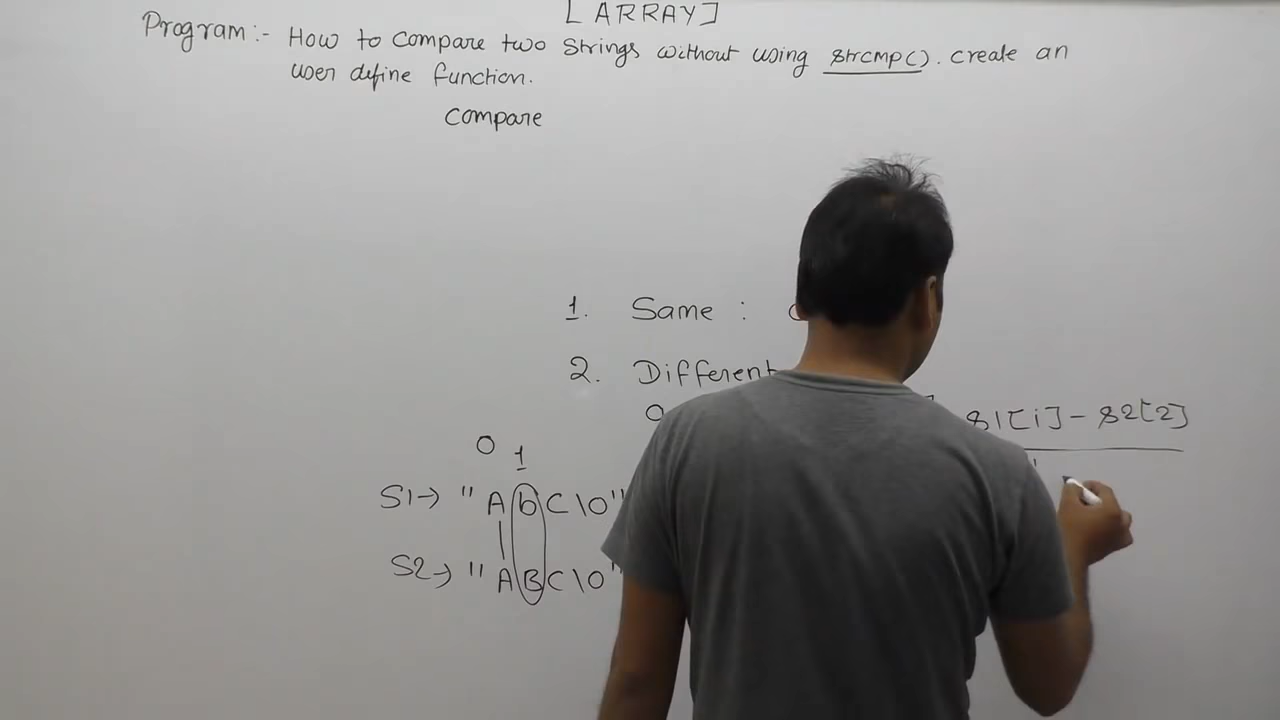 [ARRAY]
Program:- How to compare two strings without using strcmp(). create an
user define function.
Compare
1. Same :
2. Different
0
S1[i] - S2[2]
0 1
S1→ "AbC\0"
S2→ "ABC\0"